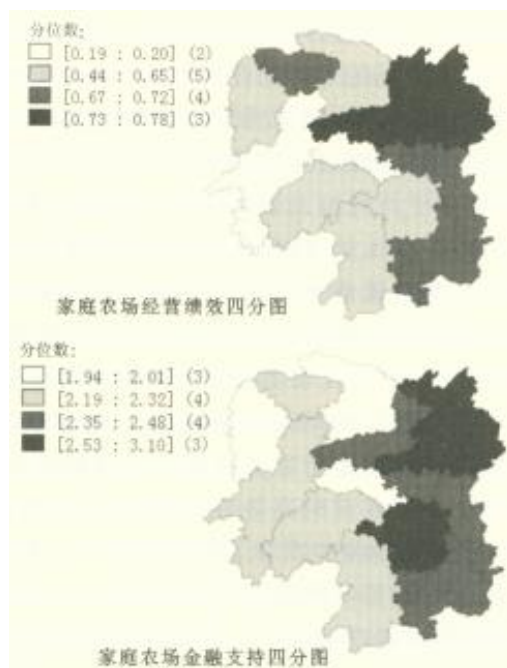 分位数:
[0.19 : 0.20] (2)
[0.44 : 0.65] (5)
[0.67 : 0.72] (4)
[0.73 : 0.78] (3)
家庭农场经营绩效四分图
分位数:
[1.94 : 2.01] (3)
[2.19 : 2.32] (4)
[2.35 : 2.48] (4)
[2.53 : 3.10] (3)
家庭农场金融支持四分图